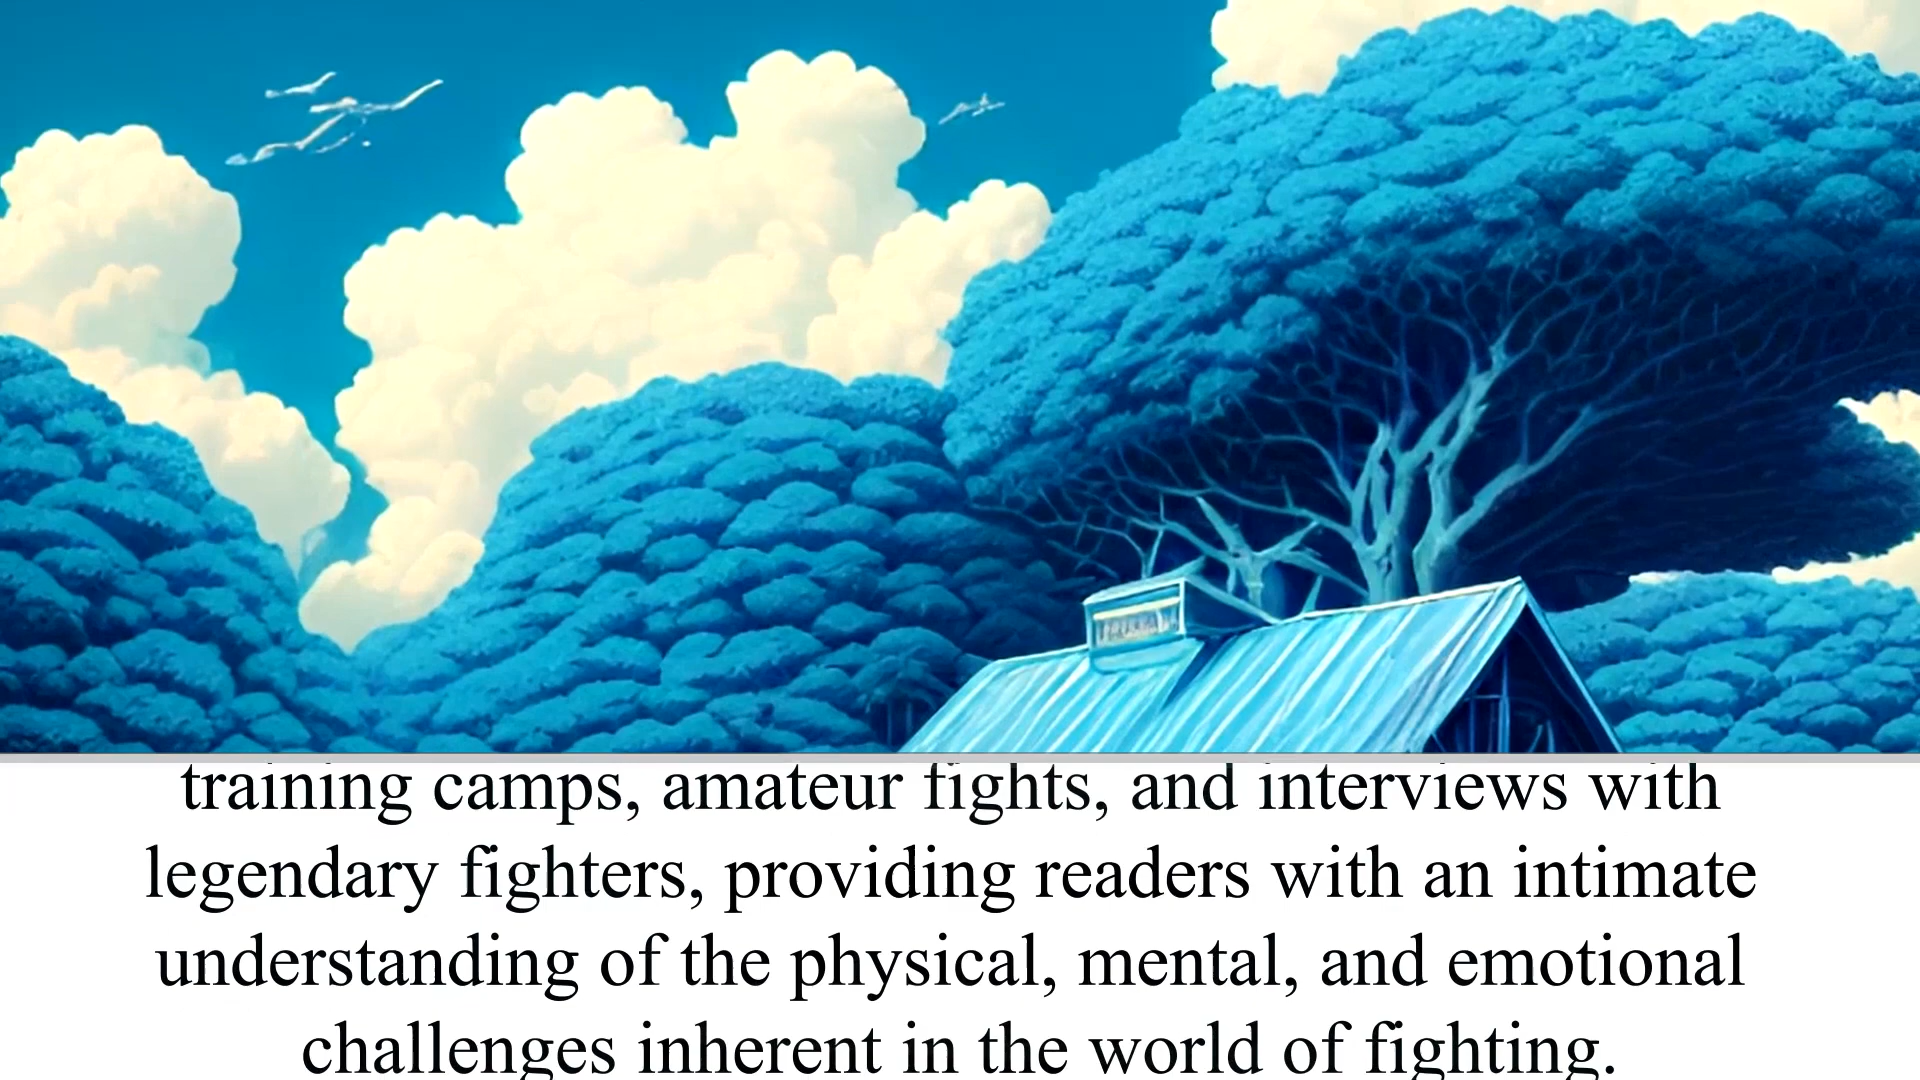 training camps, amateur fights, and interviews with
legendary fighters, providing readers with an intimate
understanding of the physical, mental, and emotional
challenges inherent in the world of fighting.